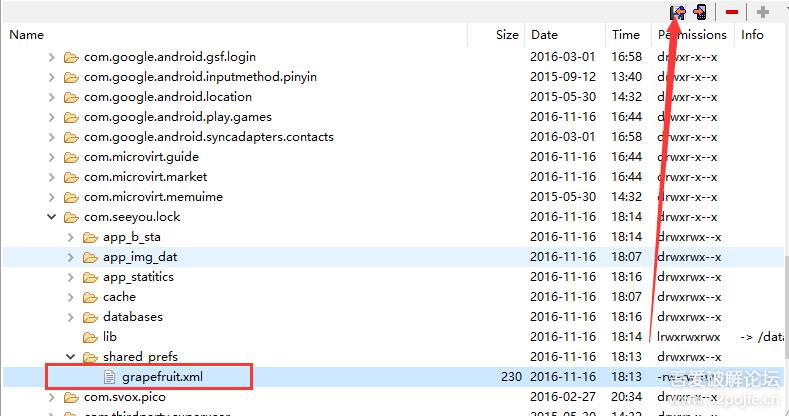 Name Size Date Time Permissions Info
com.google.android.gsf.login 2016-03-01 16:58 drwxr-x--x
com.google.android.inputmethod.pinyin 2015-09-12 13:40 drwxr-x--x
com.google.android.location 2015-05-30 14:32 drwxr-x--x
com.google.android.play.games 2016-11-16 16:44 drwxr-x--x
com.google.android.syncadapters.contacts 2016-03-01 16:58 drwxr-x--x
com.microvirt.guide 2016-11-16 16:44 drwxr-x--x
com.microvirt.market 2016-11-16 16:44 drwxr-x--x
com.microvirt.memuime 2015-05-30 14:32 drwxr-x--x
com.seeyou.lock 2016-11-16 18:14 drwxr-x--x
app_b_sta 2016-11-16 18:14 drwxrwx--x
app_img_dat 2016-11-16 18:07 drwxrwx--x
app_statitics 2016-11-16 18:16 drwxrwx--x
cache 2016-11-16 18:07 drwxrwx--x
databases 2016-11-16 18:16 drwxrwx--x
lib 2016-11-16 18:14 lrwxrwxrwx -> /data
shared_prefs 2016-11-16 18:13 drwxrwx--x
grapefruit.xml 230 2016-11-16 18:13 -rw-rw----
com.svox.pico 2016-02-27 20:34 drwxr-x--x
吾爱破解论坛
www.52pojie.cn